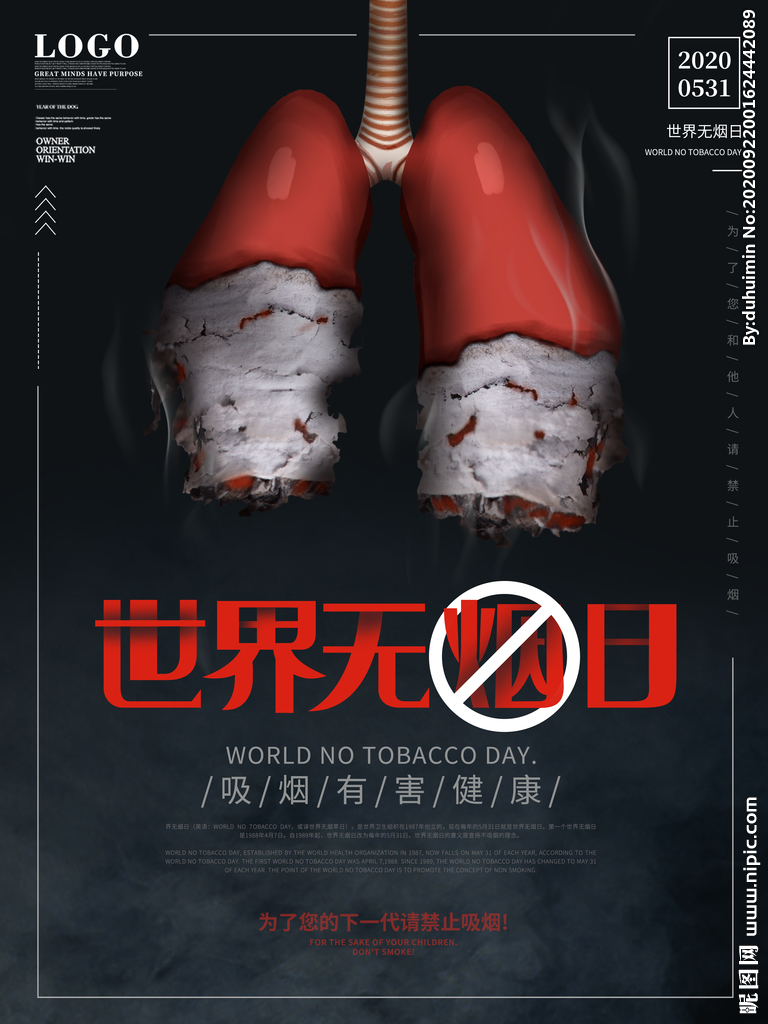 LOGO
GREAT MINDS HAVE PURPOSE
YEAR OF THE DOG
OWNER
ORIENTATION
WIN-WIN
2020
0531
世界无烟日
WORLD NO TOBACCO DAY
/为/了/您/和/他/人/请/禁/止/吸/烟/
By:duhuimin No:20200922001624442089
世界无烟日
WORLD NO TOBACCO DAY.
/吸/烟/有/害/健/康/
WORLD NO TOBACCO DAY, ESTABLISHED BY THE WORLD HEALTH ORGANIZATION IN 1987, NOW FALLS ON MAY 31 OF EACH YEAR, ACCORDING TO THE
WORLD NO TOBACCO DAY. THE FIRST WORLD NO TOBACCO DAY WAS APRIL 7,1988. SINCE 1989, THE WORLD NO TOBACCO DAY HAS CHANGED TO MAY 31
OF EACH YEAR. THE POINT OF THE WORLD NO TOBACCO DAY IS TO PROMOTE THE CONCEPT OF NON SMOKING.
为了您的下一代请禁止吸烟!
FOR THE SAKE OF YOUR CHILDREN,
DON'T SMOKE!
昵图网 www.nipic.com